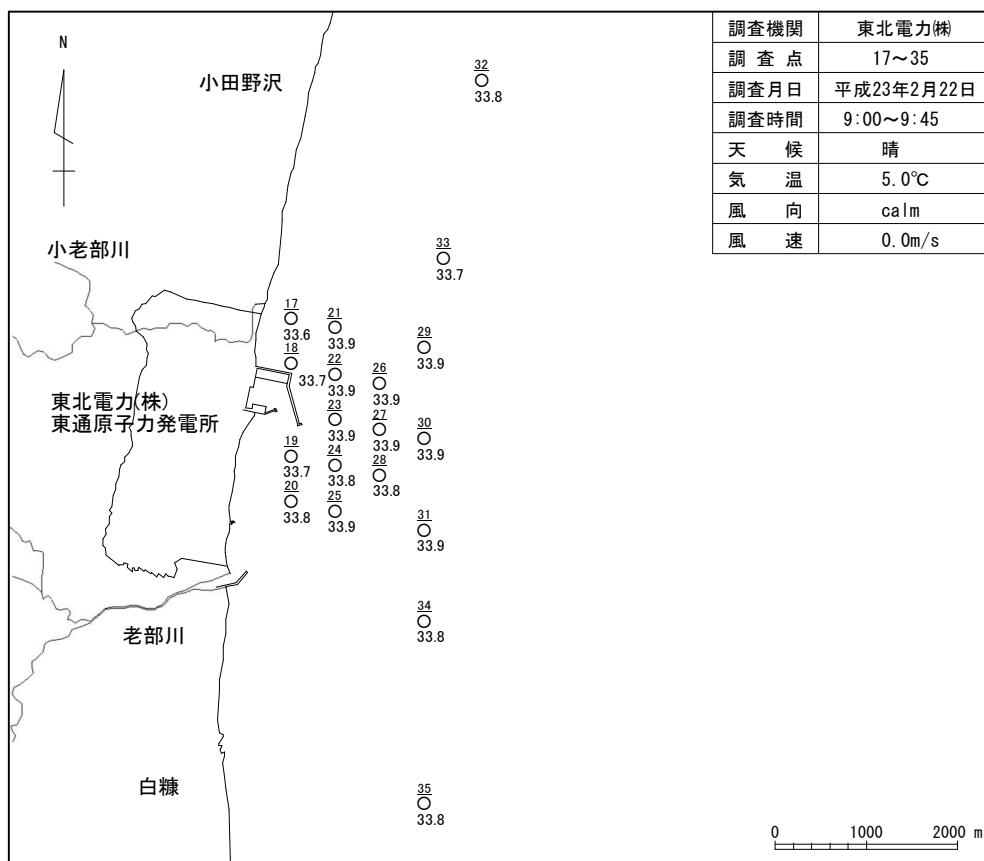 調査機関 東北電力㈱
調査点 17～35
調査月日 平成23年2月22日
調査時間 9:00～9:45
天候 晴
気温 5.0℃
風向 calm
風速 0.0m/s
N
小田野沢
32
33.8
小老部川
33
33.7
17
33.6
21
33.9
29
33.9
18
33.7
22
33.9
26
33.9
東北電力(株)
東通原子力発電所
23
33.9
27
33.9
30
33.9
19
33.7
24
33.8
28
33.8
20
33.8
25
33.9
31
33.9
34
33.8
老部川
白糠
35
33.8
0 1000 2000 m